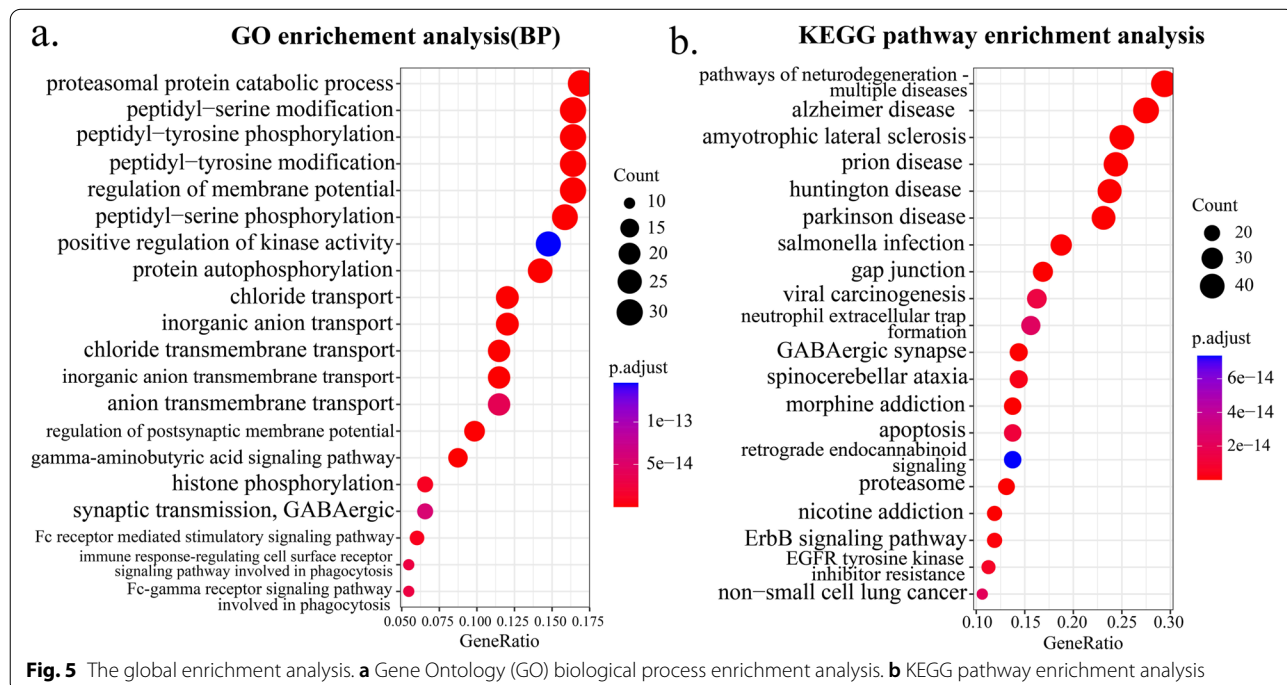 a.
GO enrichement analysis(BP)
proteasomal protein catabolic process
peptidyl−serine modification
peptidyl−tyrosine phosphorylation
peptidyl−tyrosine modification
regulation of membrane potential
peptidyl−serine phosphorylation
positive regulation of kinase activity
protein autophosphorylation
chloride transport
inorganic anion transport
chloride transmembrane transport
inorganic anion transmembrane transport
anion transmembrane transport
regulation of postsynaptic membrane potential
gamma-aminobutyric acid signaling pathway
histone phosphorylation
synaptic transmission, GABAergic
Fc receptor mediated stimulatory signaling pathway
immune response-regulating cell surface receptor
signaling pathway involved in phagocytosis
Fc-gamma receptor signaling pathway
involved in phagocytosis
0.050 0.075 0.100 0.125 0.150 0.175
GeneRatio
Count
10
15
20
25
30
p.adjust
1e−13
5e−14
b.
KEGG pathway enrichment analysis
pathways of neturodegeneration -
multiple diseases
alzheimer disease
amyotrophic lateral sclerosis
prion disease
huntington disease
parkinson disease
salmonella infection
gap junction
viral carcinogenesis
neutrophil extracellular trap
formation
GABAergic synapse
spinocerebellar ataxia
morphine addiction
apoptosis
retrograde endocannabinoid
signaling
proteasome
nicotine addiction
ErbB signaling pathway
EGFR tyrosine kinase
inhibitor resistance
non−small cell lung cancer
0.10 0.15 0.20 0.25 0.30
GeneRatio
Count
20
30
40
p.adjust
6e−14
4e−14
2e−14
Fig. 5 The global enrichment analysis. a Gene Ontology (GO) biological process enrichment analysis. b KEGG pathway enrichment analysis